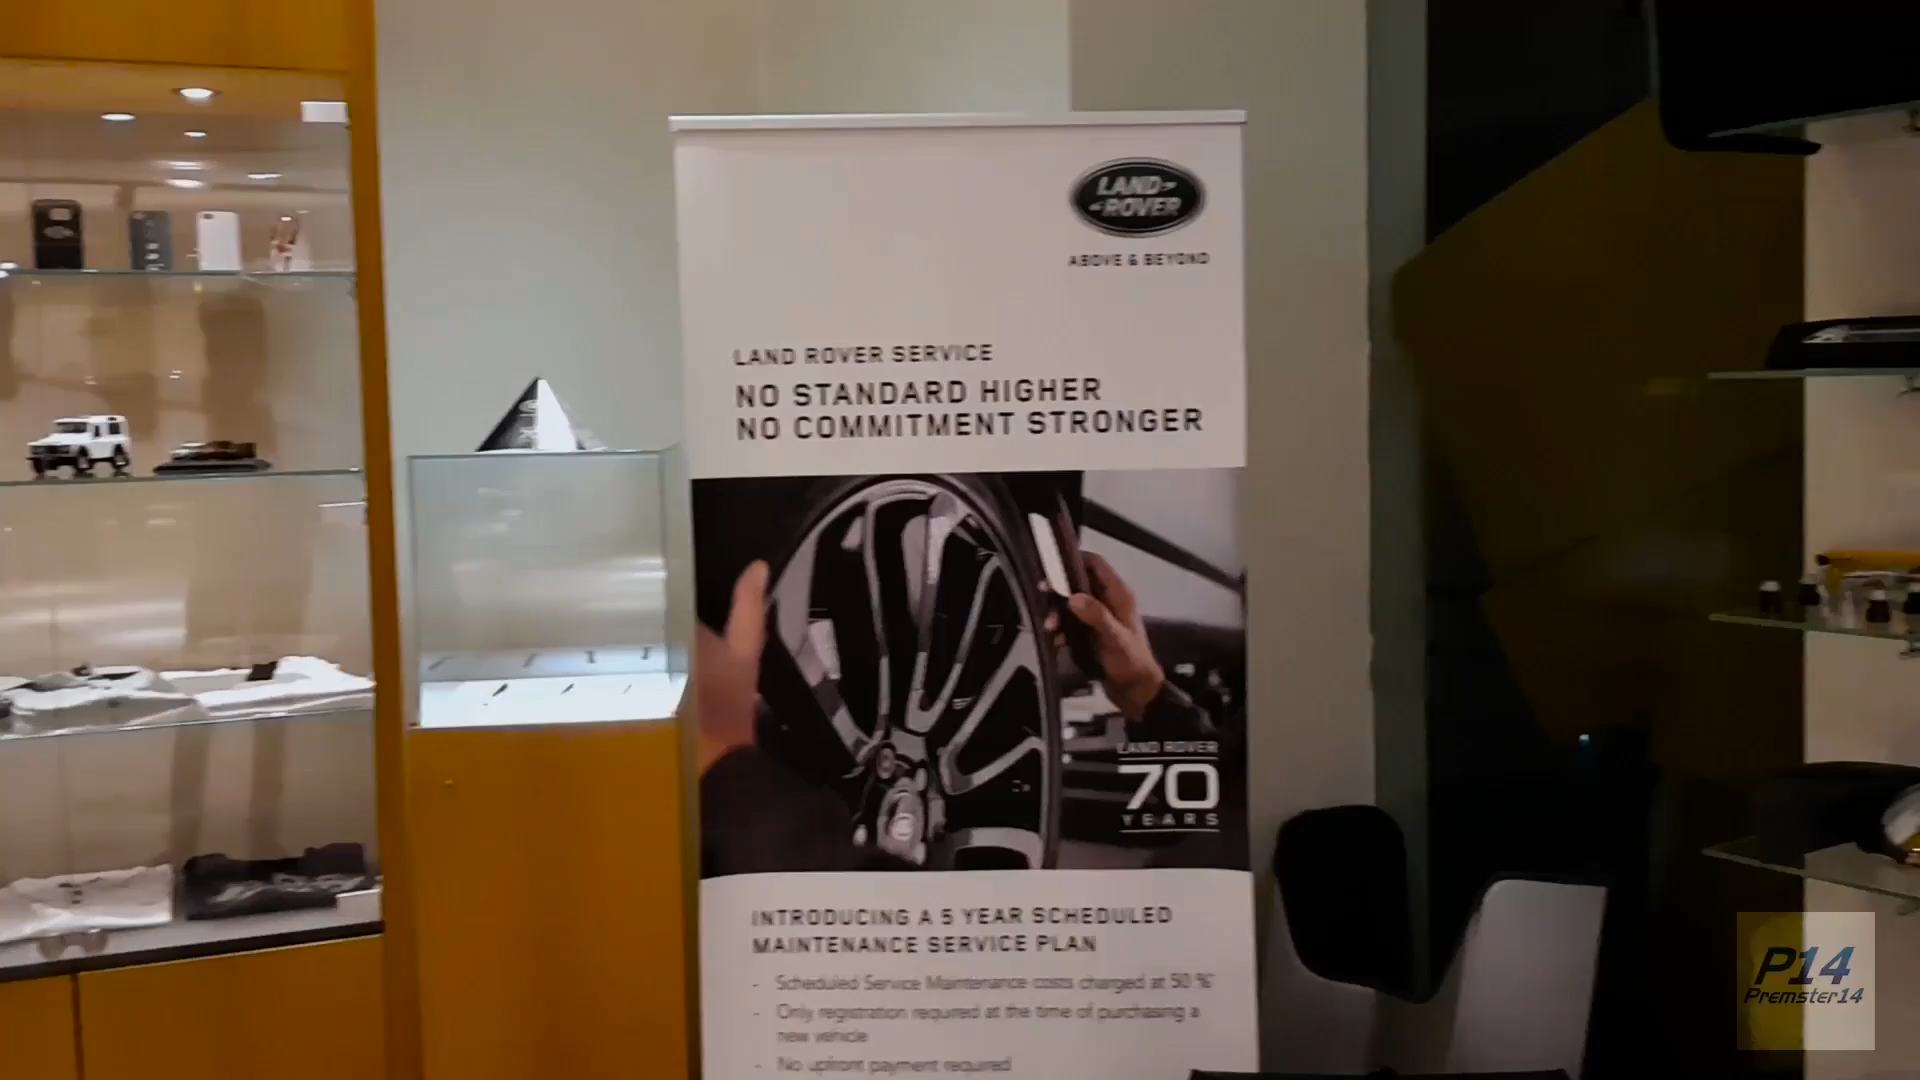 LAND
ROVER
ABOVE & BEYOND
LAND ROVER SERVICE
NO STANDARD HIGHER
NO COMMITMENT STRONGER
LAND ROVER
70
YEARS
INTRODUCING A 5 YEAR SCHEDULED
MAINTENANCE SERVICE PLAN
- Scheduled Service Maintenance costs charged at 50 %
- Only registration required at the time of purchasing a
new vehicle
- No upfront payment required
P14
Premster14